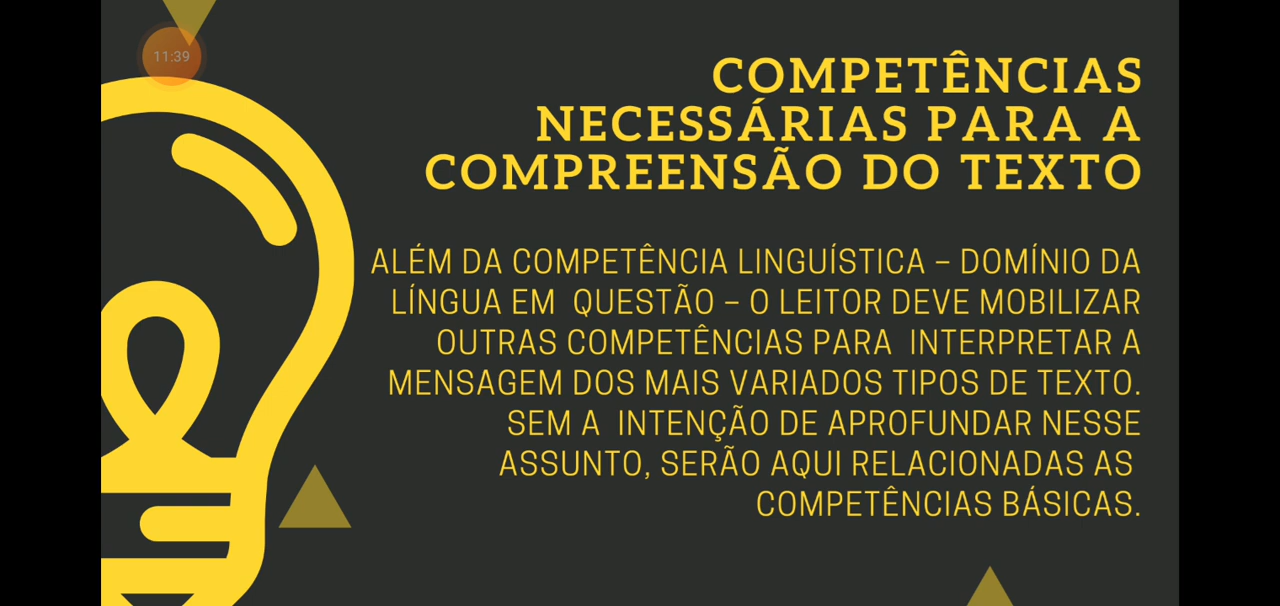 11:39
COMPETÊNCIAS
NECESSÁRIAS PARA A
COMPREENSÃO DO TEXTO
ALÉM DA COMPETÊNCIA LINGUÍSTICA – DOMÍNIO DA
LÍNGUA EM QUESTÃO – O LEITOR DEVE MOBILIZAR
OUTRAS COMPETÊNCIAS PARA INTERPRETAR A
MENSAGEM DOS MAIS VARIADOS TIPOS DE TEXTO.
SEM A INTENÇÃO DE APROFUNDAR NESSE
ASSUNTO, SERÃO AQUI RELACIONADAS AS
COMPETÊNCIAS BÁSICAS.